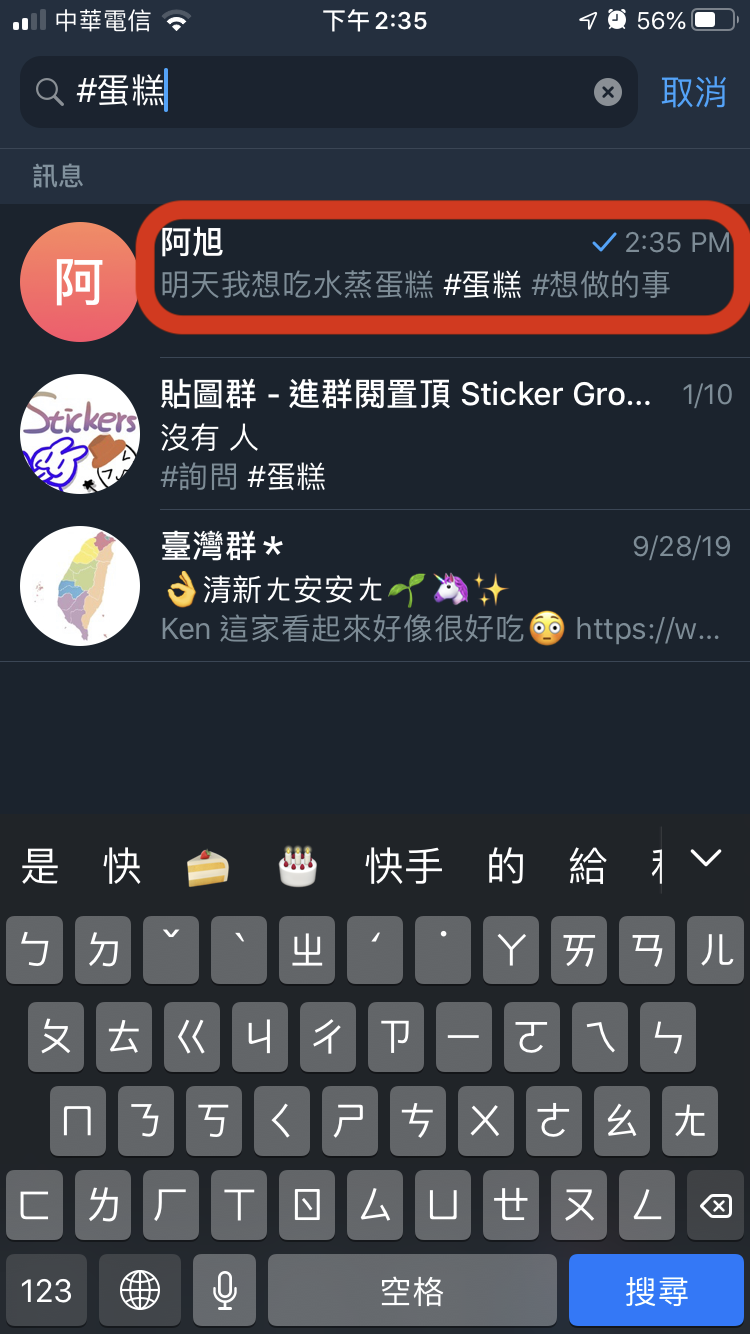 中華電信 下午2:35 56%
#蛋糕 取消
訊息
阿
阿旭 2:35 PM
明天我想吃水蒸蛋糕 #蛋糕 #想做的事
Stickers
貼圖群 - 進群閱置頂 Sticker Gro... 1/10
沒有 人
#詢問 #蛋糕
臺灣群* 9/28/19
👌清新ㄤ安安ㄤ🌱🦄✨
Ken 這家看起來好像很好吃😳 https://w...
是 快 🍰 🎂 快手 的 給
ㄅ ㄉ ˇ ˋ ㄓ ˊ ˙ ㄚ ㄞ ㄢ ㄦ
ㄆ ㄊ ㄍ ㄐ ㄔ ㄗ ㄧ ㄛ ㄟ ㄣ
ㄇ ㄋ ㄎ ㄑ ㄕ ㄘ ㄨ ㄜ ㄠ ㄤ
ㄈ ㄌ ㄏ ㄒ ㄖ ㄙ ㄩ ㄝ ㄡ ㄥ
123 空格 搜尋